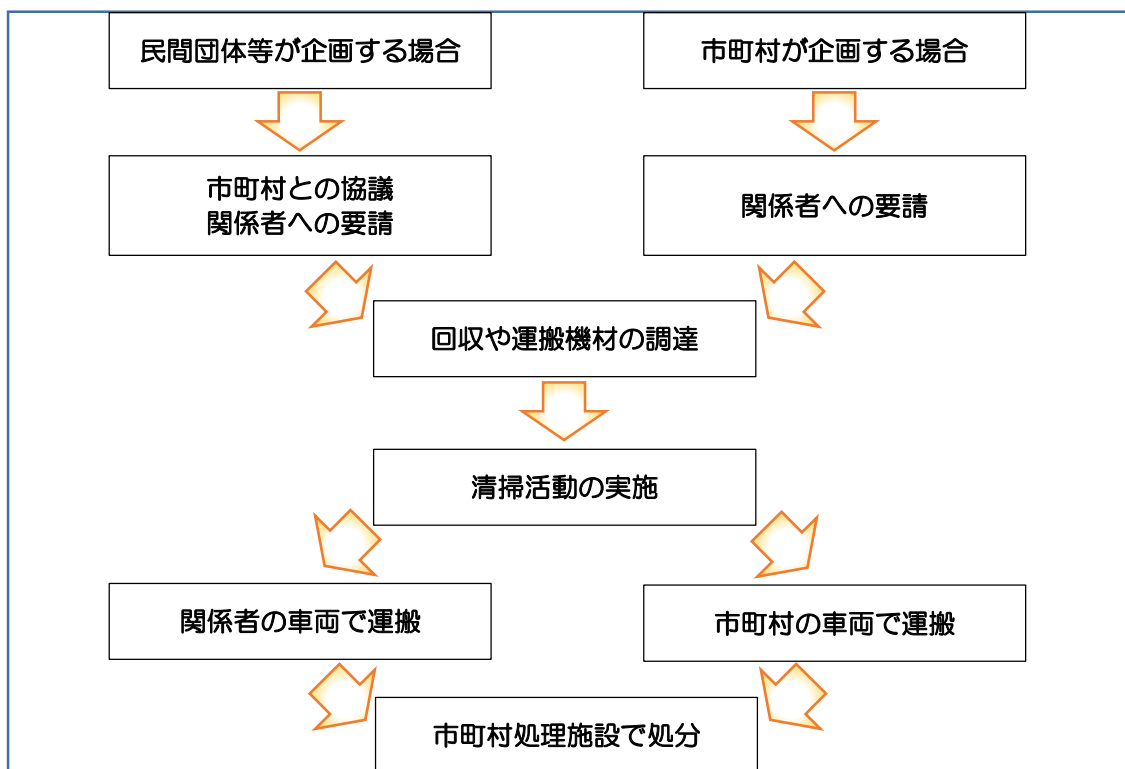 民間団体等が企画する場合
市町村が企画する場合
市町村との協議
関係者への要請
関係者への要請
回収や運搬機材の調達
清掃活動の実施
関係者の車両で運搬
市町村の車両で運搬
市町村処理施設で処分